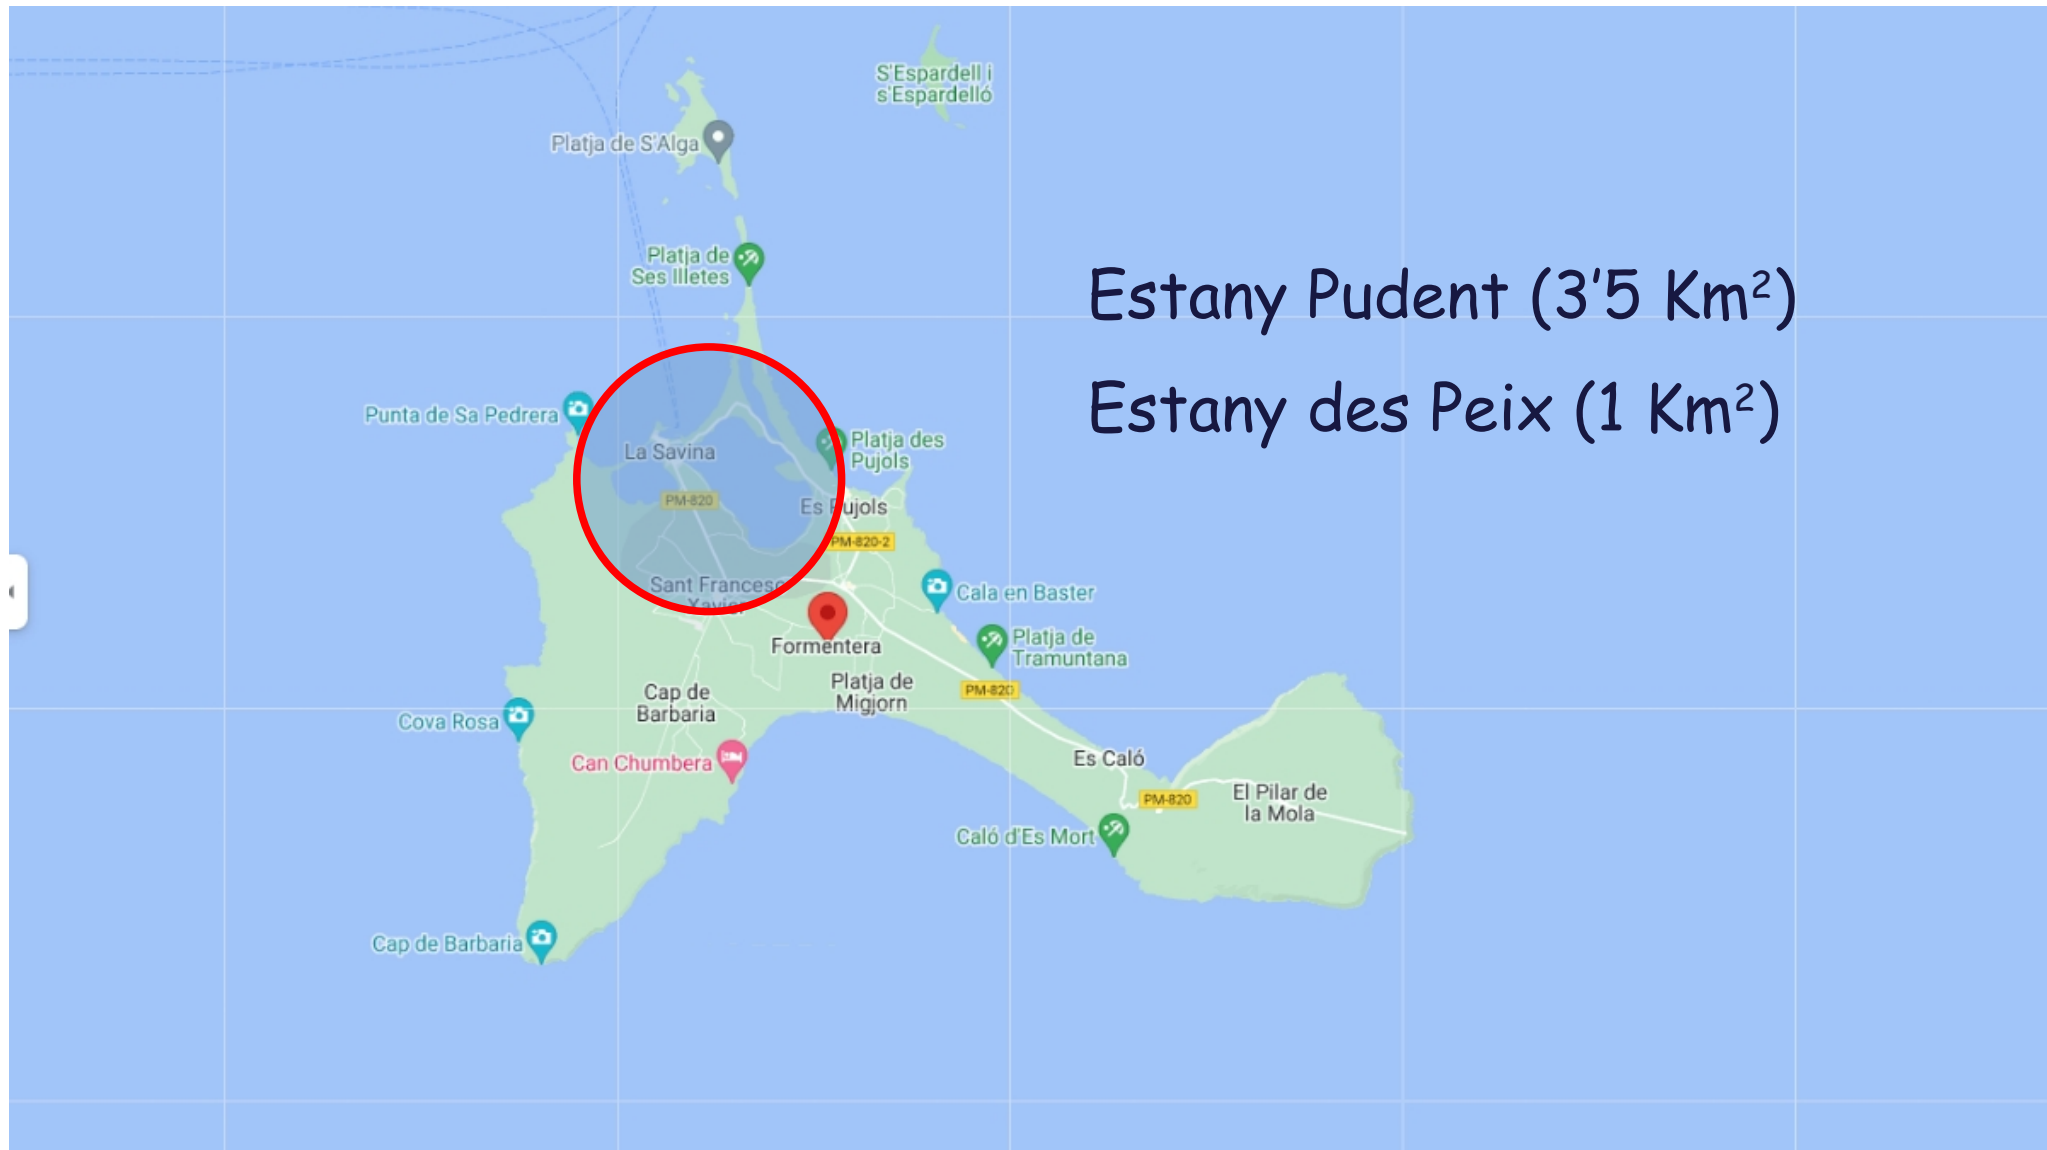 S'Espardell i
s'Espardelló
Platja de S'Alga
Platja de
Ses Illetes
Estany Pudent (3'5 Km²)
Estany des Peix (1 Km²)
Punta de Sa Pedrera
La Savina
Platja des
Pujols
PM-820
Es Pujols
PM-820-2
Sant Francesc
Xavier
Cala en Baster
Formentera
Platja de
Tramuntana
Platja de
Migjorn
PM-820
Cap de
Barbaria
Cova Rosa
Can Chumbera
Es Caló
PM-820
El Pilar de
la Mola
Caló d'Es Mort
Cap de Barbaria